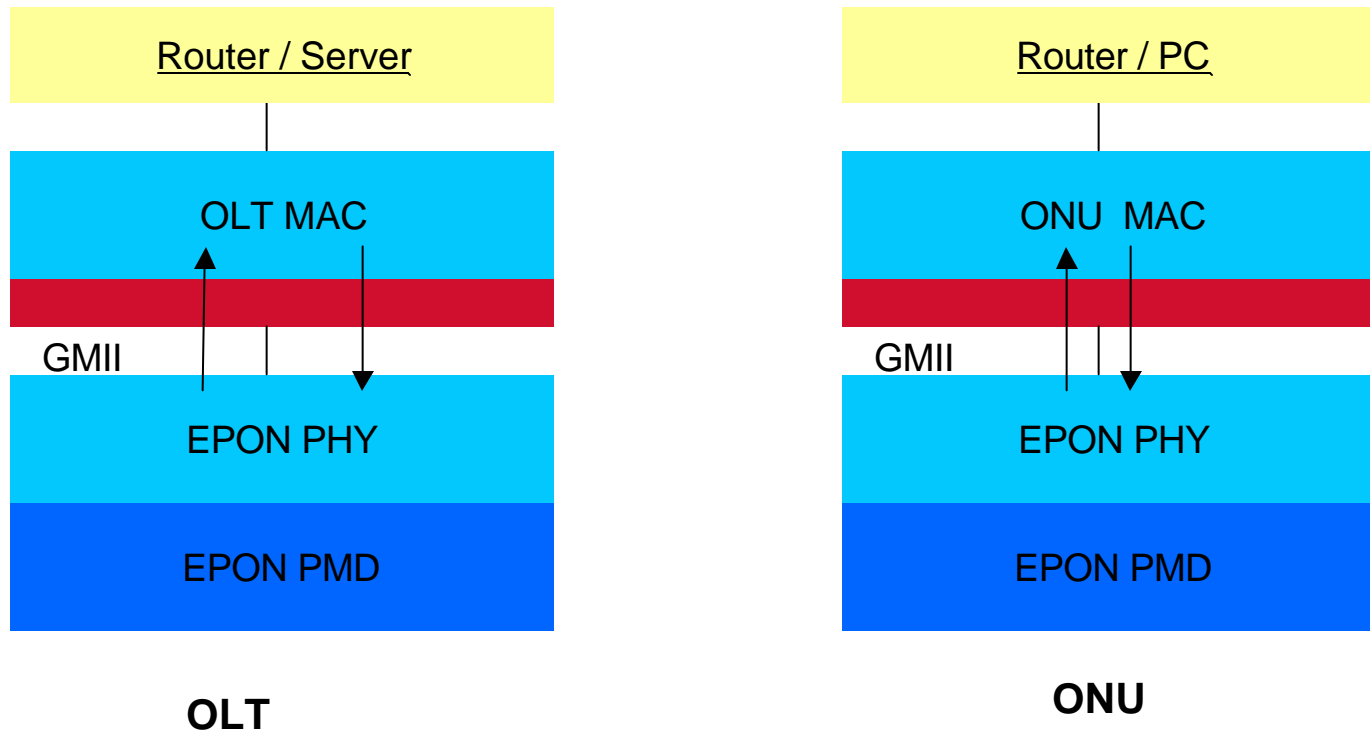 Router / Server
OLT MAC
GMII
EPON PHY
EPON PMD
OLT
Router / PC
ONU MAC
GMII
EPON PHY
EPON PMD
ONU